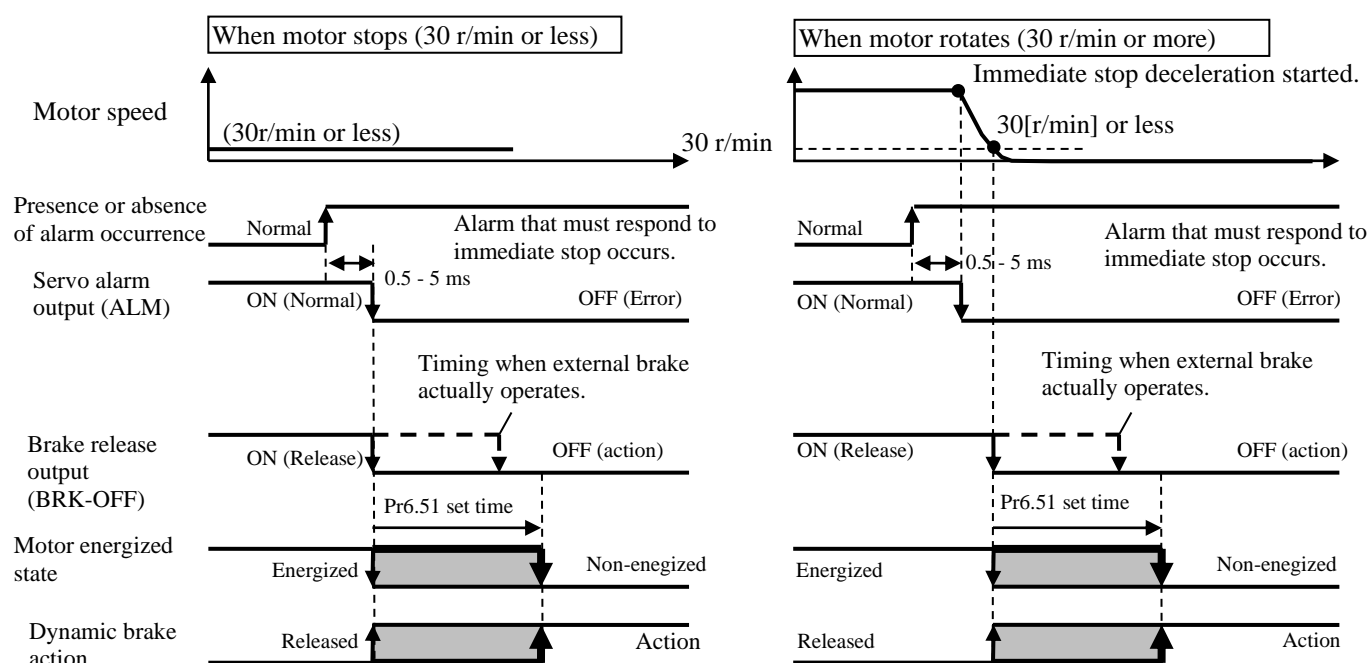 When motor stops (30 r/min or less)
Motor speed
(30r/min or less)
Presence or absence
of alarm occurrence
Normal
Alarm that must respond to
immediate stop occurs.
0.5 - 5 ms
Servo alarm
output (ALM)
ON (Normal)
OFF (Error)
Timing when external brake
actually operates.
Brake release
output
(BRK-OFF)
ON (Release)
OFF (action)
Pr6.51 set time
Motor energized
state
Energized
Non-enegized
Dynamic brake
action
Released
Action
When motor rotates (30 r/min or more)
Immediate stop deceleration started.
30[r/min] or less
30 r/min
Normal
Alarm that must respond to
immediate stop occurs.
0.5 - 5 ms
ON (Normal)
OFF (Error)
Timing when external brake
actually operates.
ON (Release)
OFF (action)
Pr6.51 set time
Energized
Non-enegized
Released
Action